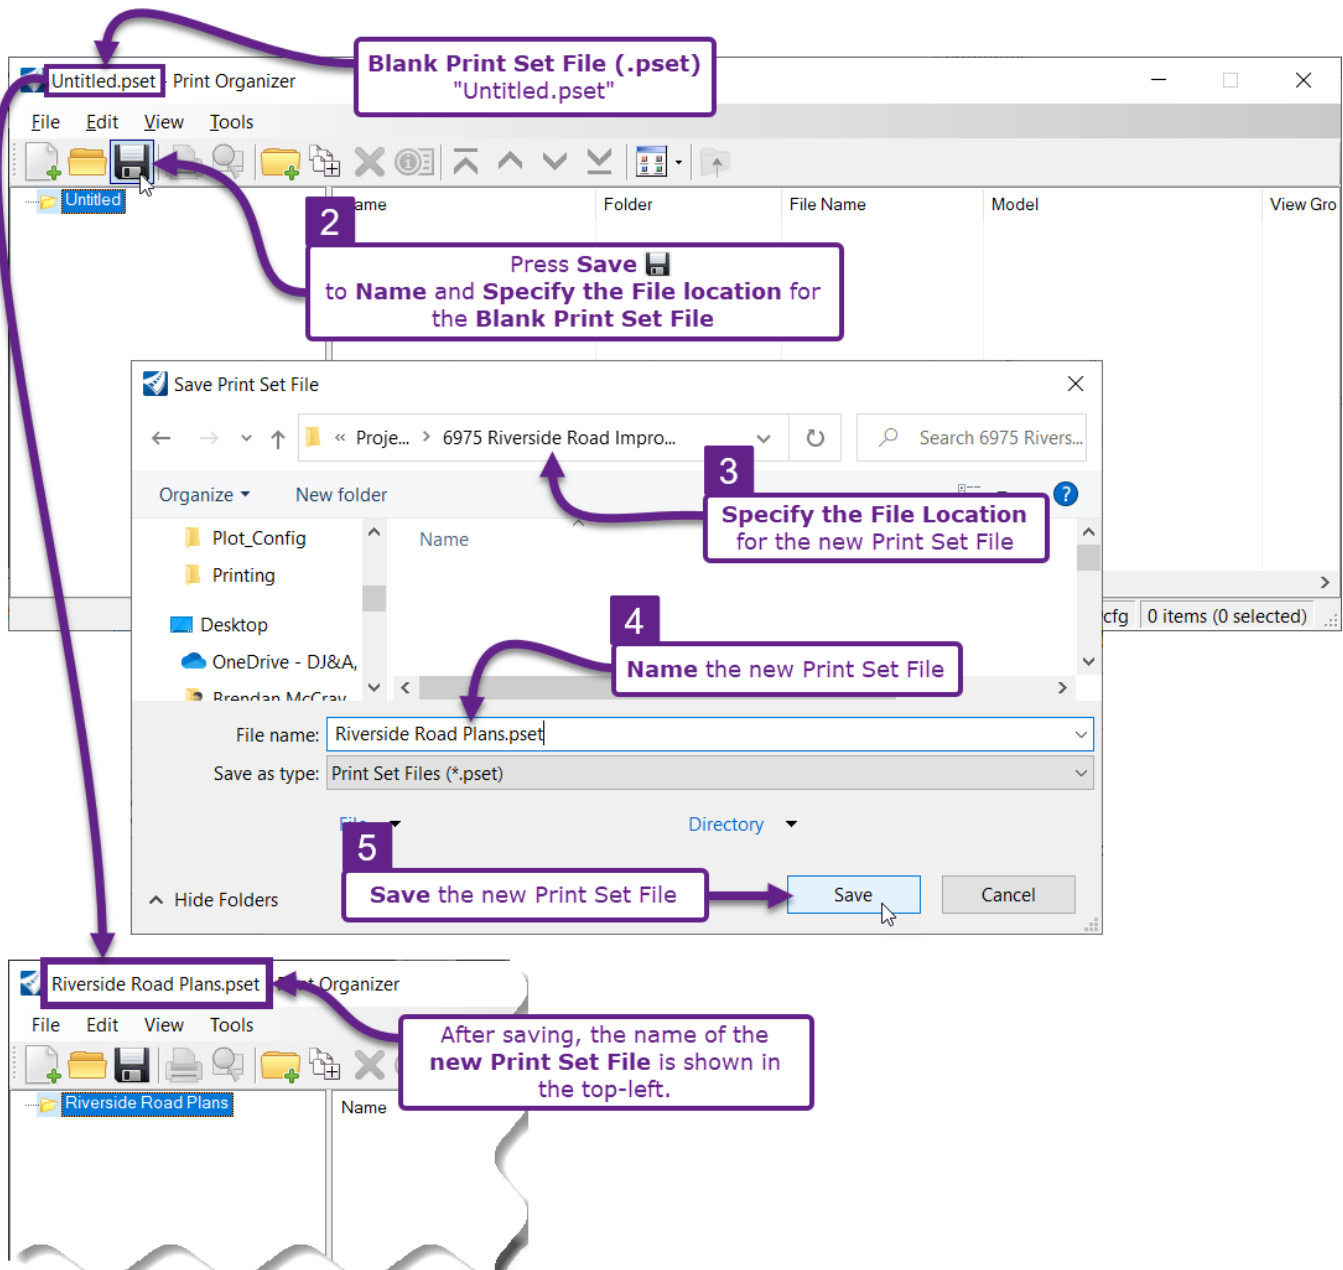 Blank Print Set File (.pset)
"Untitled.pset"
Untitled.pset - Print Organizer
File Edit View Tools
Untitled
Name Folder File Name Model View Gro
2
Press Save
to Name and Specify the File location for
the Blank Print Set File
Save Print Set File
« Proje... > 6975 Riverside Road Impro...
Search 6975 Rivers...
3
Organize New folder
?
Specify the File Location
for the new Print Set File
Plot_Config
Name
Printing
cfg 0 items (0 selected)
4
Desktop
OneDrive - DJ&A,
Name the new Print Set File
Brendan McCray
File name: Riverside Road Plans.pset
Save as type: Print Set Files (*.pset)
Directory
5
Save the new Print Set File
Save Cancel
Hide Folders
Riverside Road Plans.pset Organizer
File Edit View Tools
After saving, the name of the
new Print Set File is shown in
the top-left.
Riverside Road Plans
Name